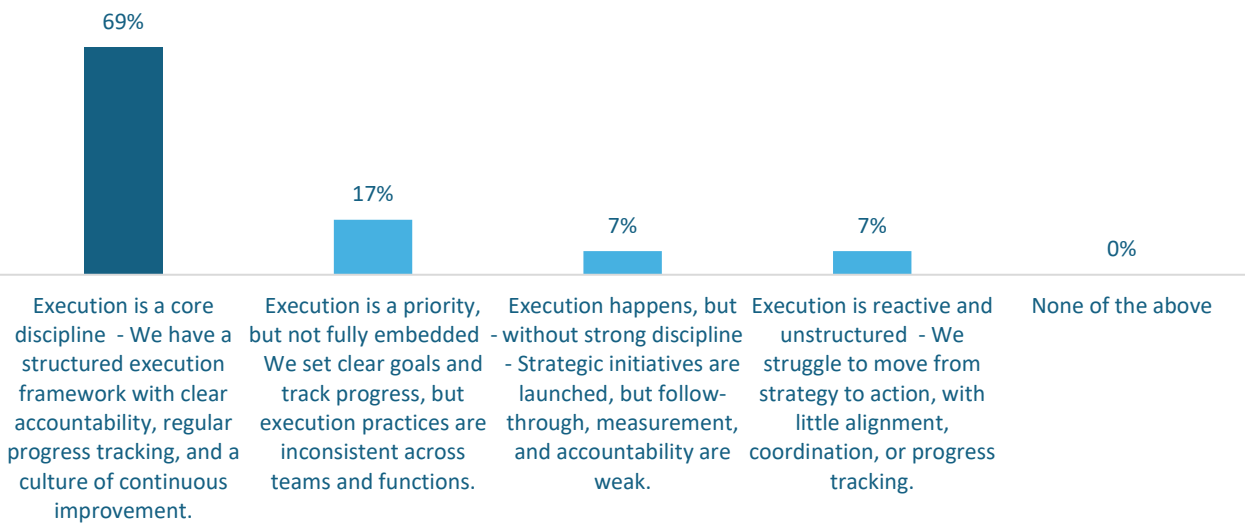 69%
17%
7%
7%
0%
Execution is a core
discipline - We have a
structured execution
framework with clear
accountability, regular
progress tracking, and a
culture of continuous
improvement.
Execution is a priority,
but not fully embedded -
We set clear goals and
track progress, but
execution practices are
inconsistent across
teams and functions.
Execution happens, but
without strong discipline
- Strategic initiatives are
launched, but follow-
through, measurement,
and accountability are
weak.
Execution is reactive and
unstructured - We
struggle to move from
strategy to action, with
little alignment,
coordination, or progress
tracking.
None of the above